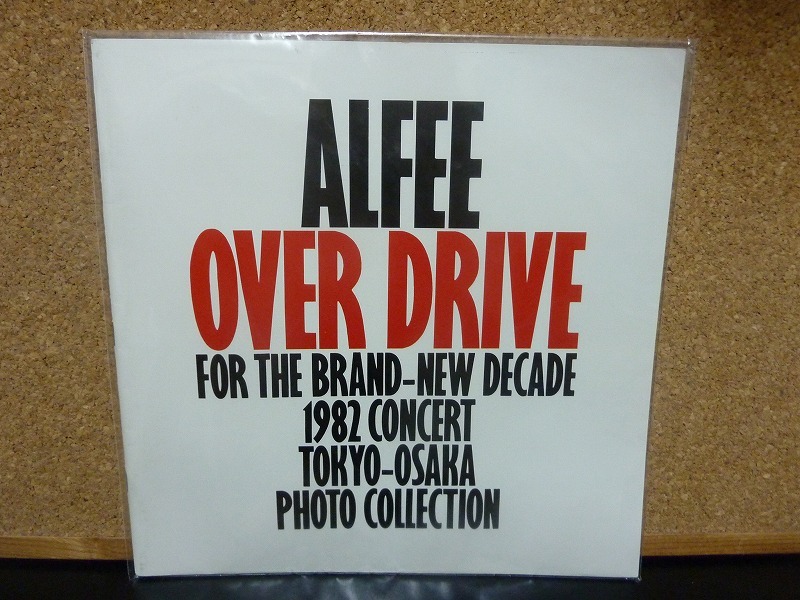 ALFEE
OVER DRIVE
FOR THE BRAND-NEW DECADE
1982 CONCERT
TOKYO-OSAKA
PHOTO COLLECTION